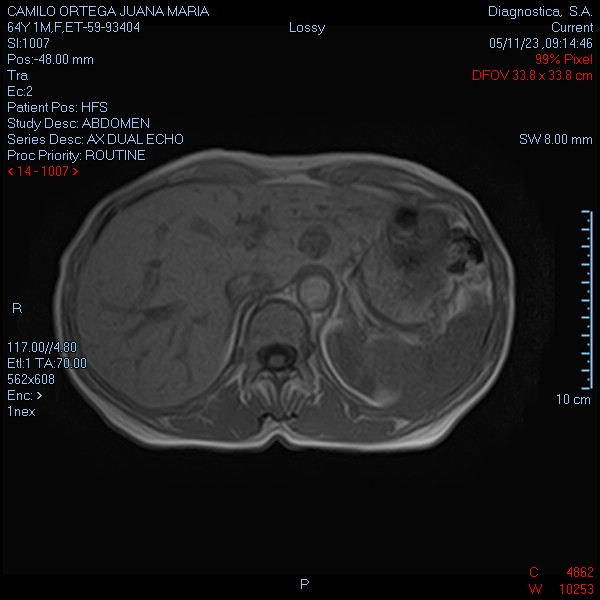 CAMILO ORTEGA JUANA MARIA
64Y 1M,F,ET-59-93404
SI:1007
Pos:-48.00 mm
Tra
Ec:2
Patient Pos: HFS
Study Desc: ABDOMEN
Series Desc: AX DUAL ECHO
Proc Priority: ROUTINE
< 14 - 1007 >
Lossy
Diagnostica, S.A.
Current
05/11/23 ,09:14:46
99% Pixel
DFOV 33.8 x 33.8 cm
SW 8.00 mm
R
117.00//4.80
Etl:1 TA:70.00
562x608
Enc: >
1nex
10 cm
P
C 4862
W 10253